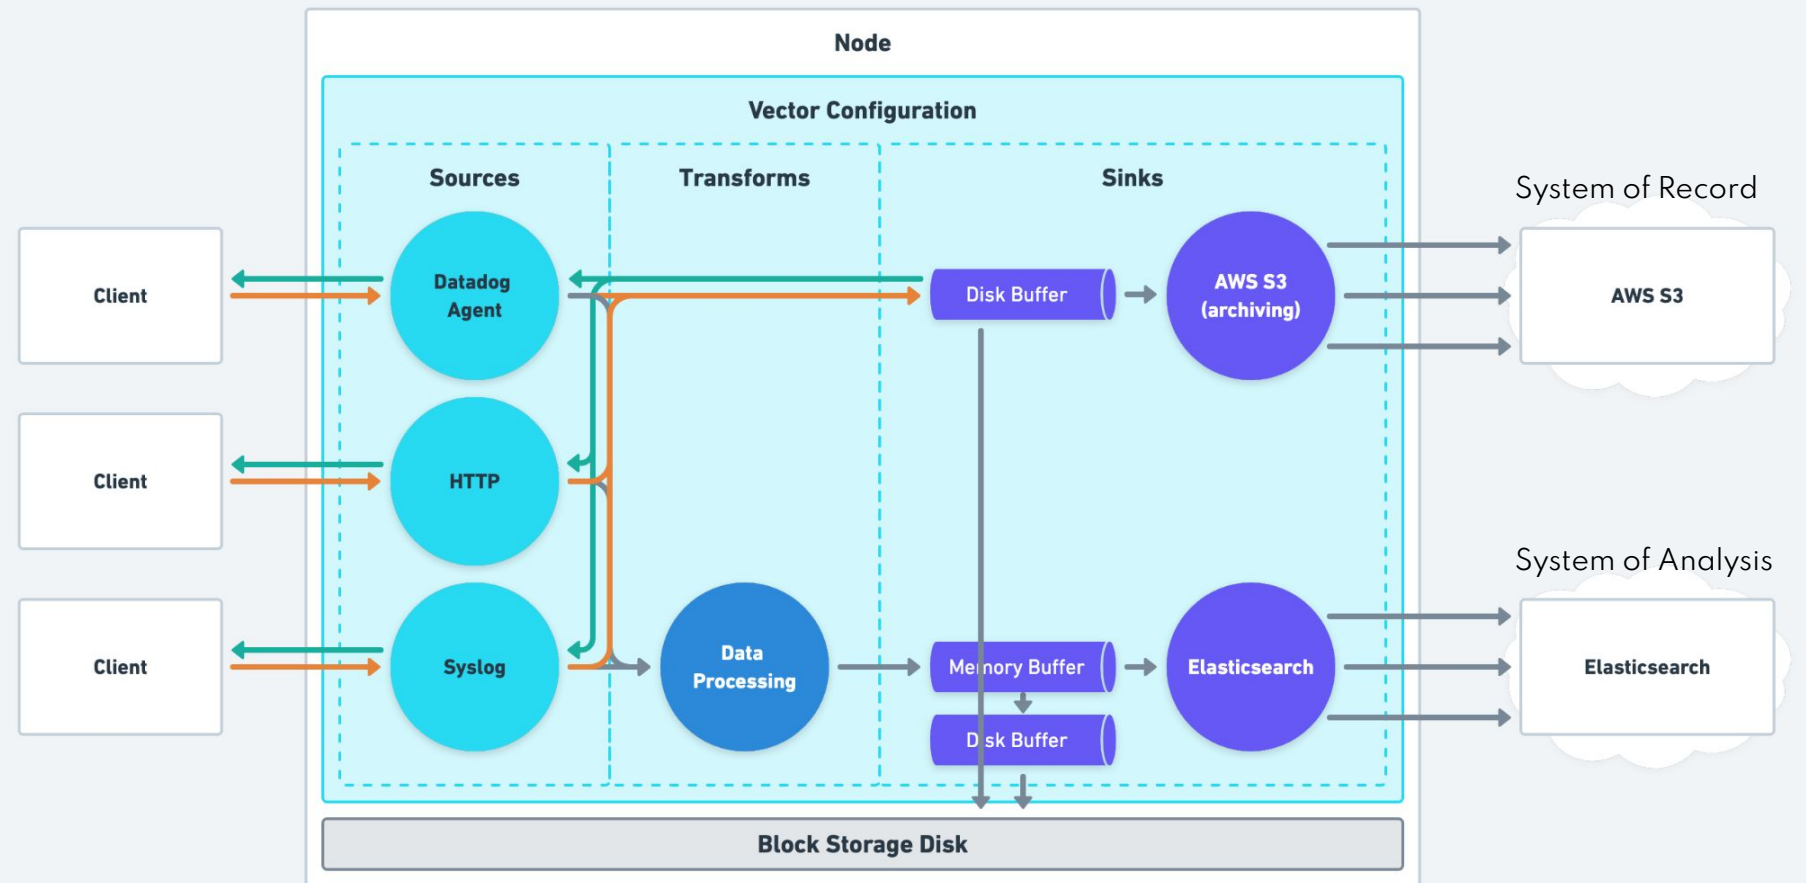 Node
Vector Configuration
Sources
Transforms
Sinks
System of Record
Client
Datadog
Agent
Disk Buffer
AWS S3
(archiving)
AWS S3
Client
HTTP
System of Analysis
Client
Syslog
Data
Processing
Memory Buffer
Elasticsearch
Elasticsearch
Disk Buffer
Block Storage Disk